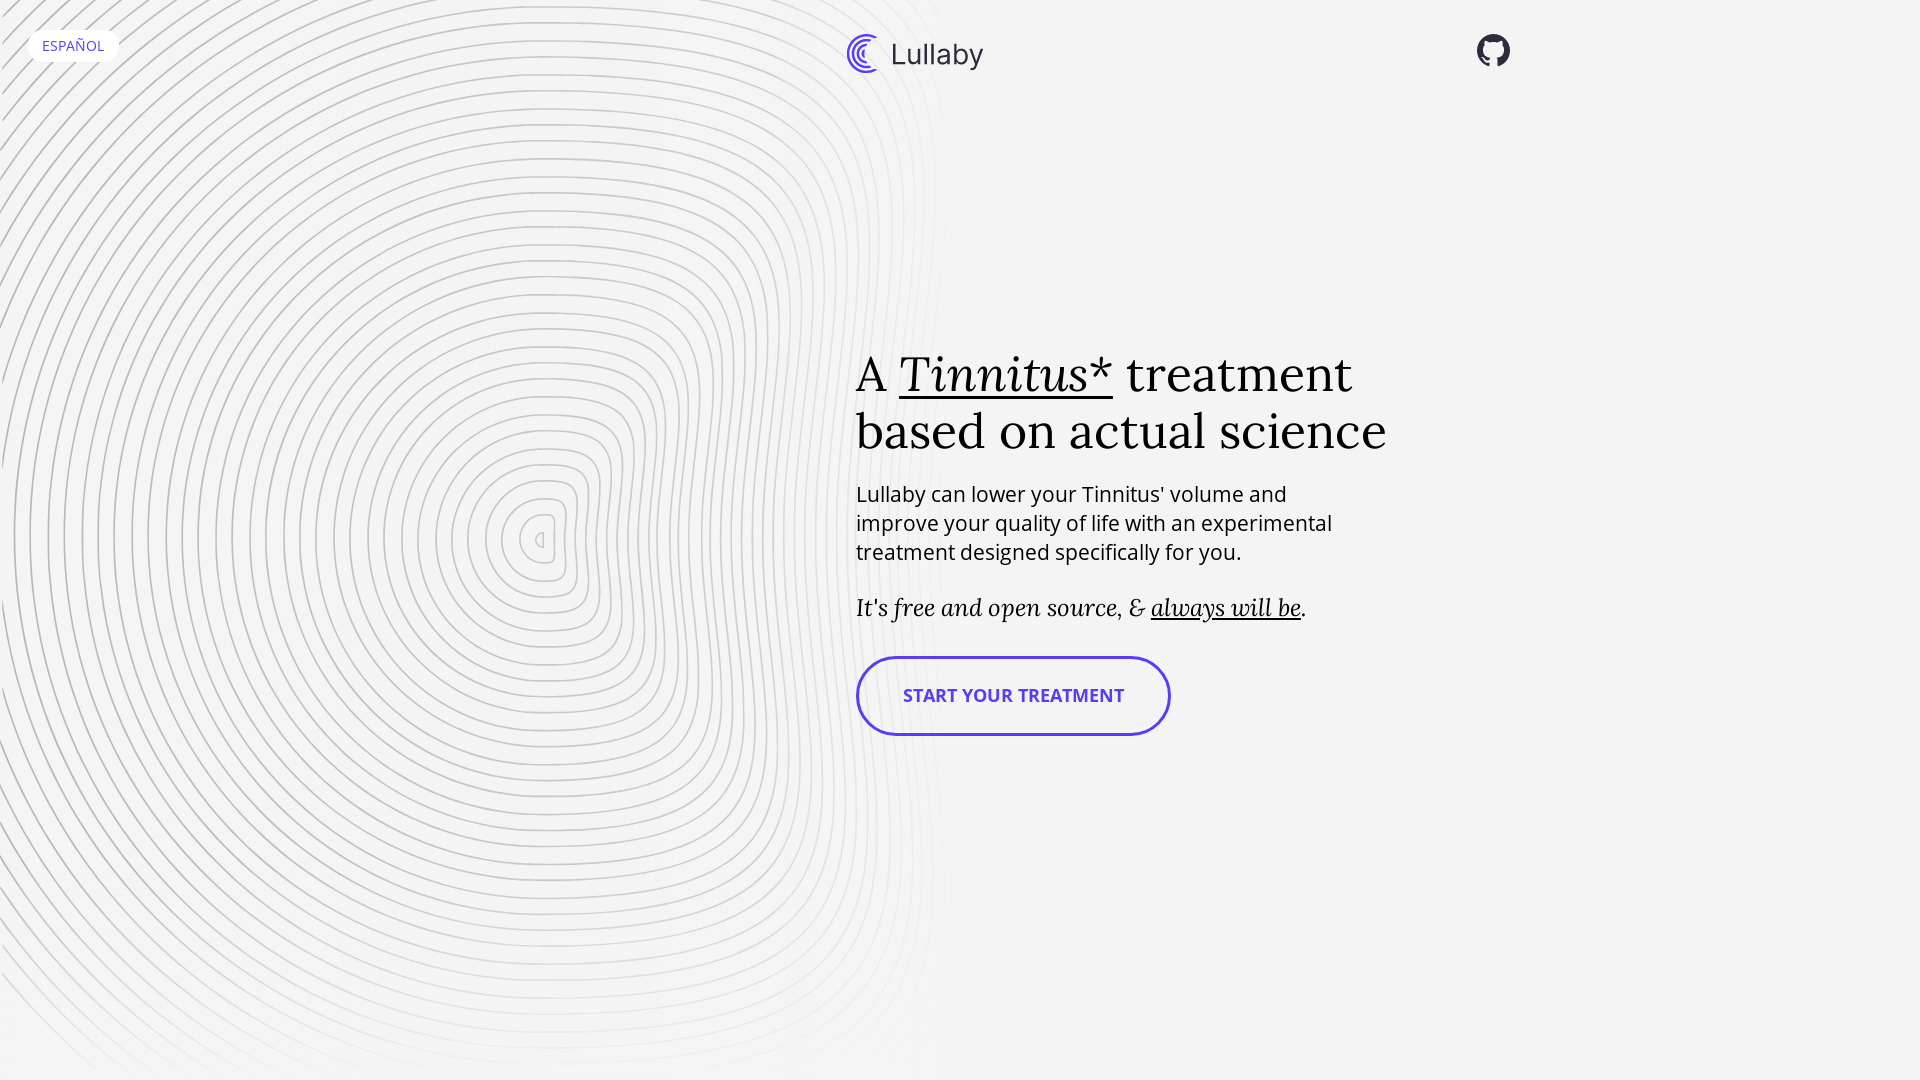 ESPAÑOL
Lullaby
A Tinnitus* treatment
based on actual science
Lullaby can lower your Tinnitus' volume and
improve your quality of life with an experimental
treatment designed specifically for you.
It's free and open source, & always will be.
START YOUR TREATMENT